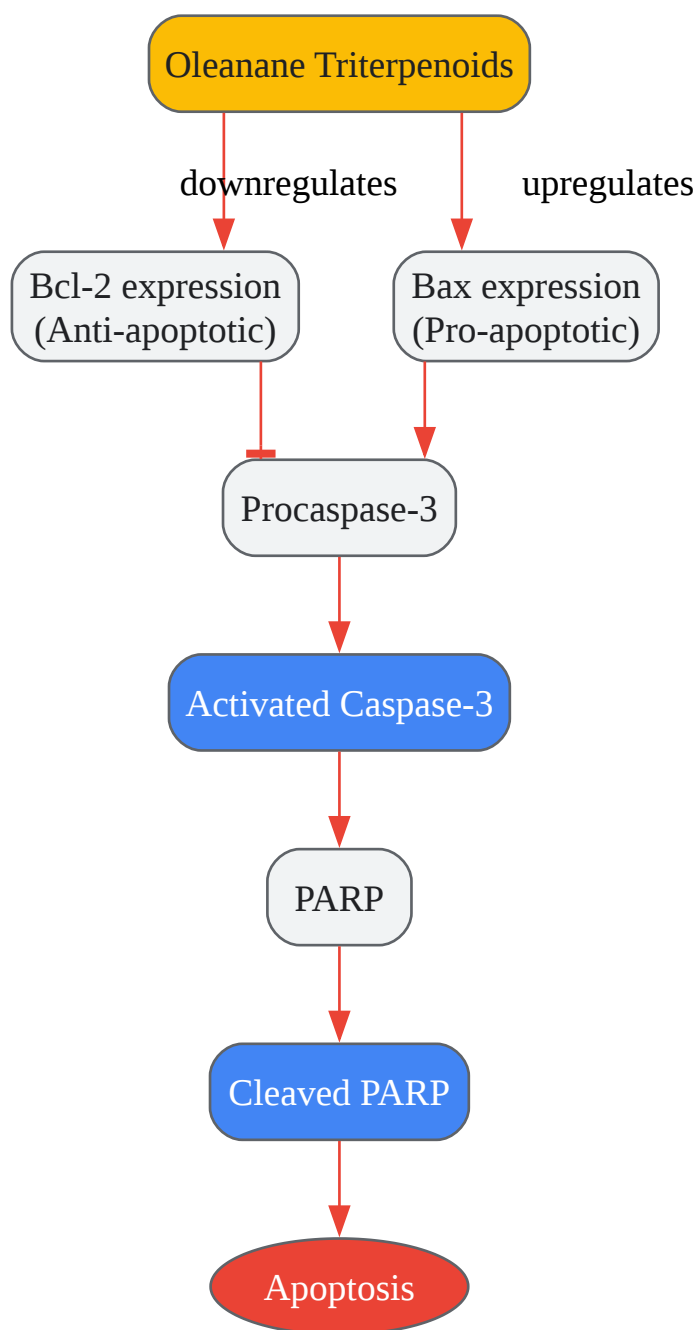 Oleanane Triterpenoids
downregulates
upregulates
Bcl-2 expression
(Anti-apoptotic)
Bax expression
(Pro-apoptotic)
Procaspase-3
Activated Caspase-3
PARP
Cleaved PARP
Apoptosis